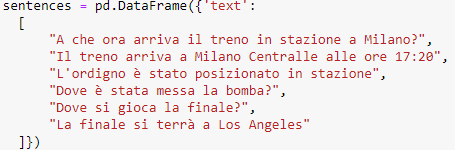 sentences = pd.DataFrame({'text':
[
"A che ora arriva il treno in stazione a Milano?",
"Il treno arriva a Milano Centralle alle ore 17:20",
"L'ordigno è stato posizionato in stazione",
"Dove è stata messa la bomba?",
"Dove si gioca la finale?",
"La finale si terrà a Los Angeles"
]})